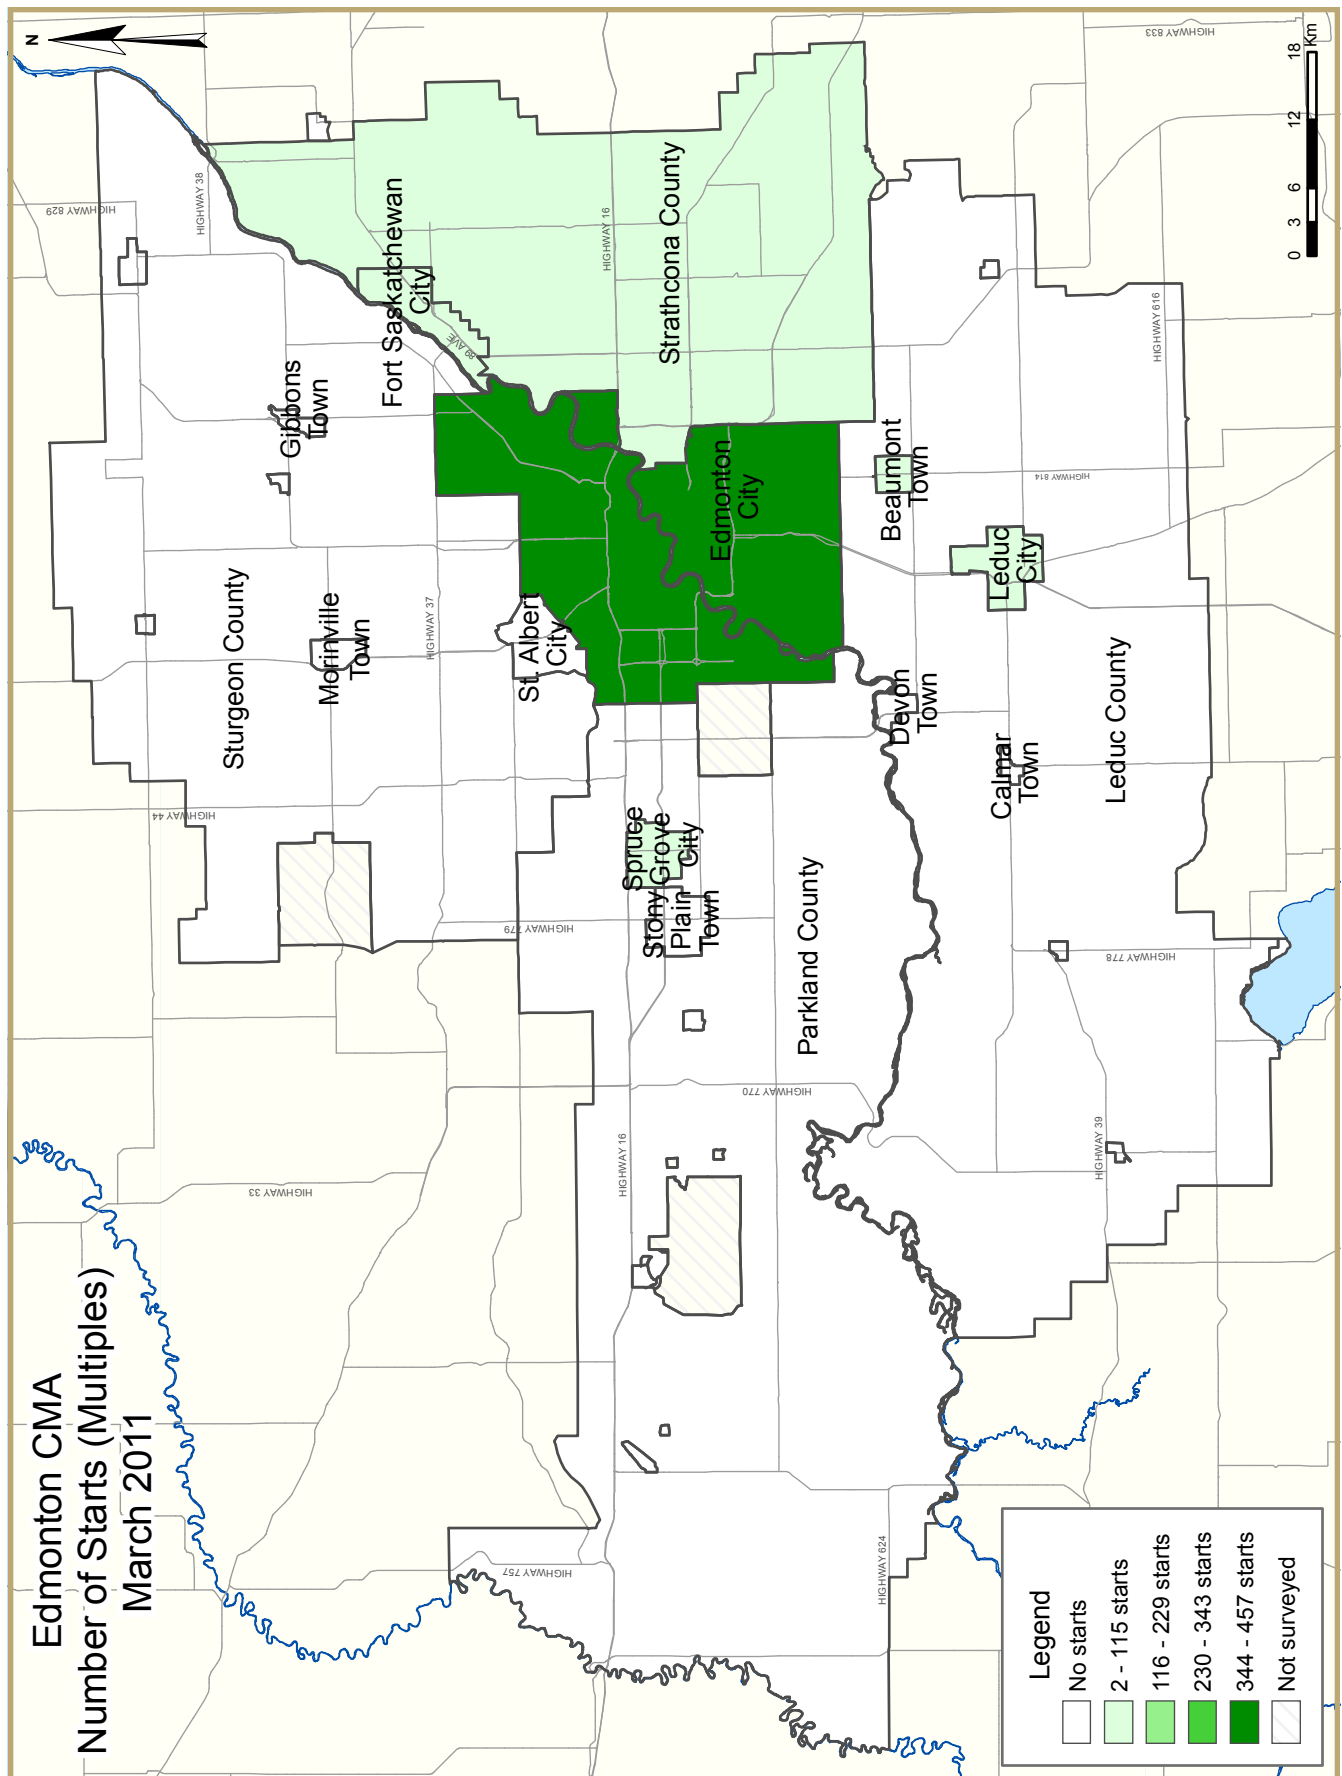 Edmonton CMA
Number of Starts (Multiples)
March 2011
N
HIGHWAY 829
HIGHWAY 38
HIGHWAY 833
Gibbons
Town
Fort Saskatchewan
City
89 AVE
HIGHWAY 16
Strathcona County
Sturgeon County
Morinville
Town
HIGHWAY 37
HIGHWAY 44
St. Albert
City
Edmonton
City
Beaumont
Town
HIGHWAY 814
HIGHWAY 616
Leduc
City
Devon
Town
Calmar
Town
Leduc County
Spruce
Grove
City
Stony
Plain
Town
HIGHWAY 779
Parkland County
HIGHWAY 778
HIGHWAY 770
HIGHWAY 16
HIGHWAY 39
HIGHWAY 33
HIGHWAY 757
HIGHWAY 624
0 3 6 12 18
Km
Legend
No starts
2 - 115 starts
116 - 229 starts
230 - 343 starts
344 - 457 starts
Not surveyed